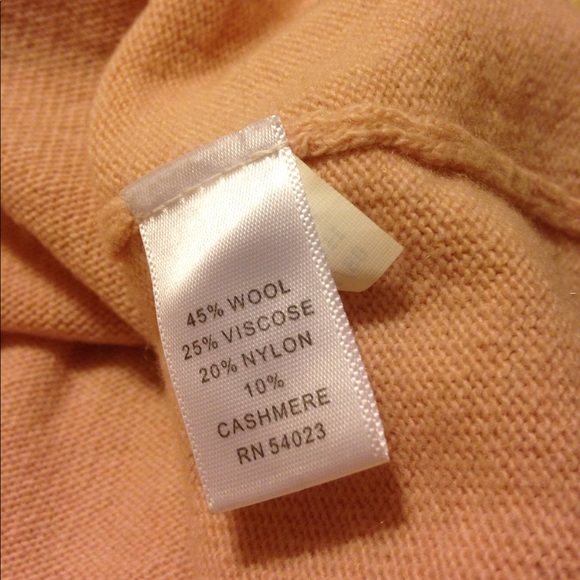 45% WOOL
25% VISCOSE
20% NYLON
10%
CASHMERE
RN 54023